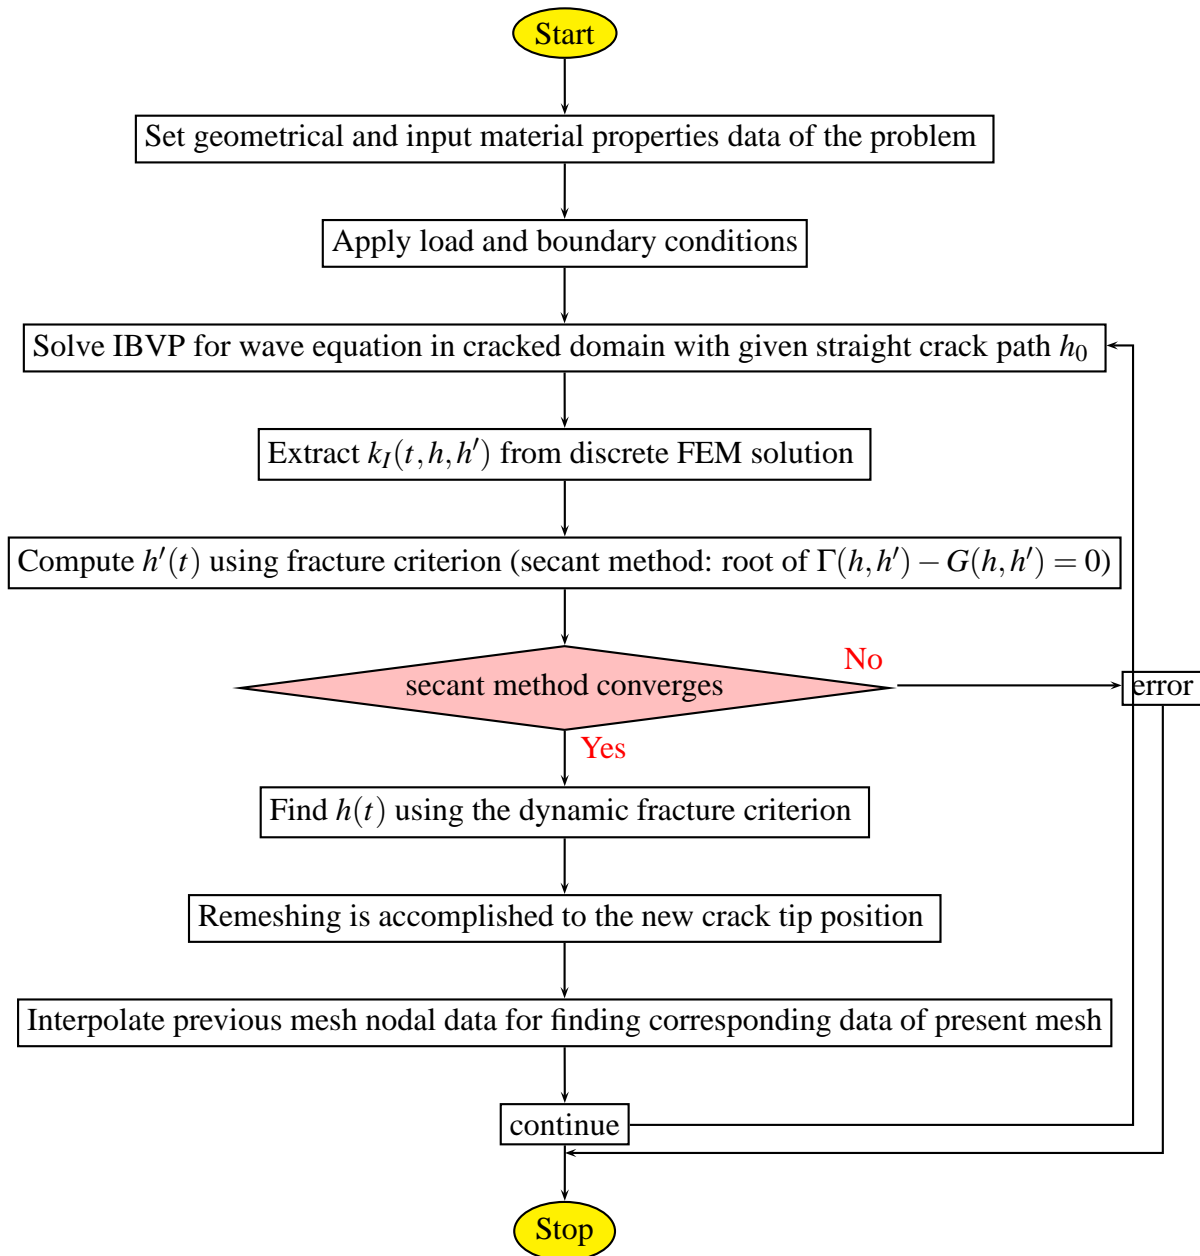 Start
Set geometrical and input material properties data of the problem
Apply load and boundary conditions
Solve IBVP for wave equation in cracked domain with given straight crack path h₀
Extract k_I(t,h,h′) from discrete FEM solution
Compute h′(t) using fracture criterion (secant method: root of Γ(h,h′) − G(h,h′) = 0)
No
secant method converges
error
Yes
Find h(t) using the dynamic fracture criterion
Remeshing is accomplished to the new crack tip position
Interpolate previous mesh nodal data for finding corresponding data of present mesh
continue
Stop